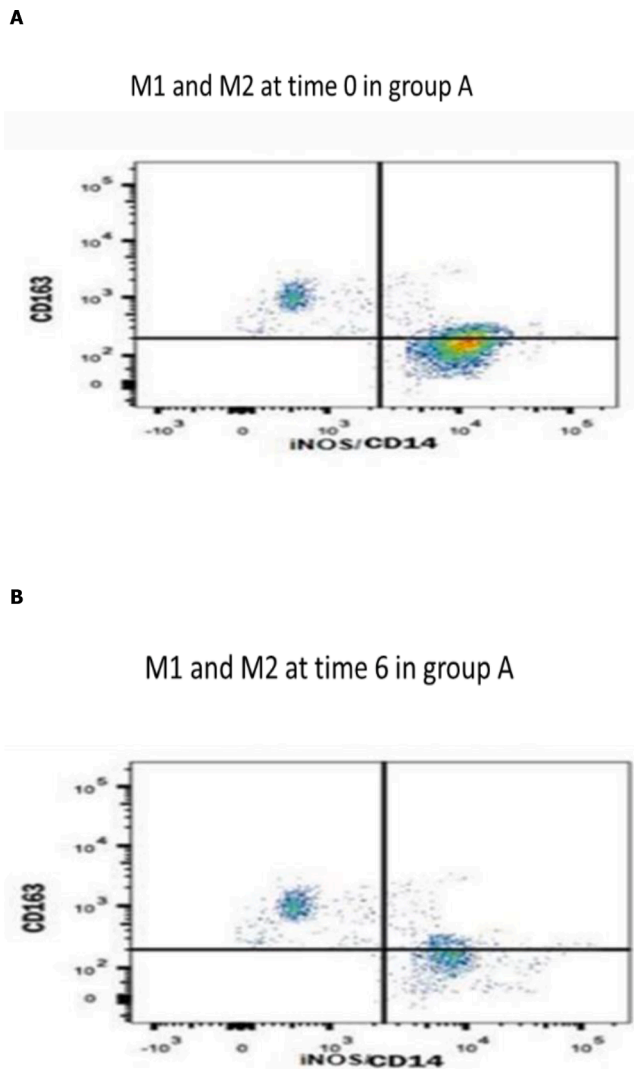 A
M1 and M2 at time 0 in group A
10⁵
10⁴
10³
10²
0
CD163
-10³ 0 10³ 10⁴ 10⁵
iNOS/CD14
B
M1 and M2 at time 6 in group A
10⁵
10⁴
10³
10²
0
CD163
-10³ 0 10³ 10⁴ 10⁵
iNOS/CD14